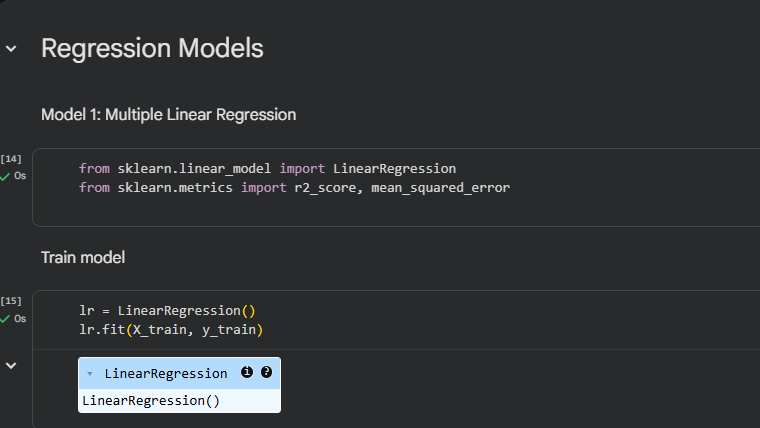 Regression Models
Model 1: Multiple Linear Regression
[14]
0s
from sklearn.linear_model import LinearRegression
from sklearn.metrics import r2_score, mean_squared_error
Train model
[15]
0s
lr = LinearRegression()
lr.fit(X_train, y_train)
LinearRegression i ?
LinearRegression()